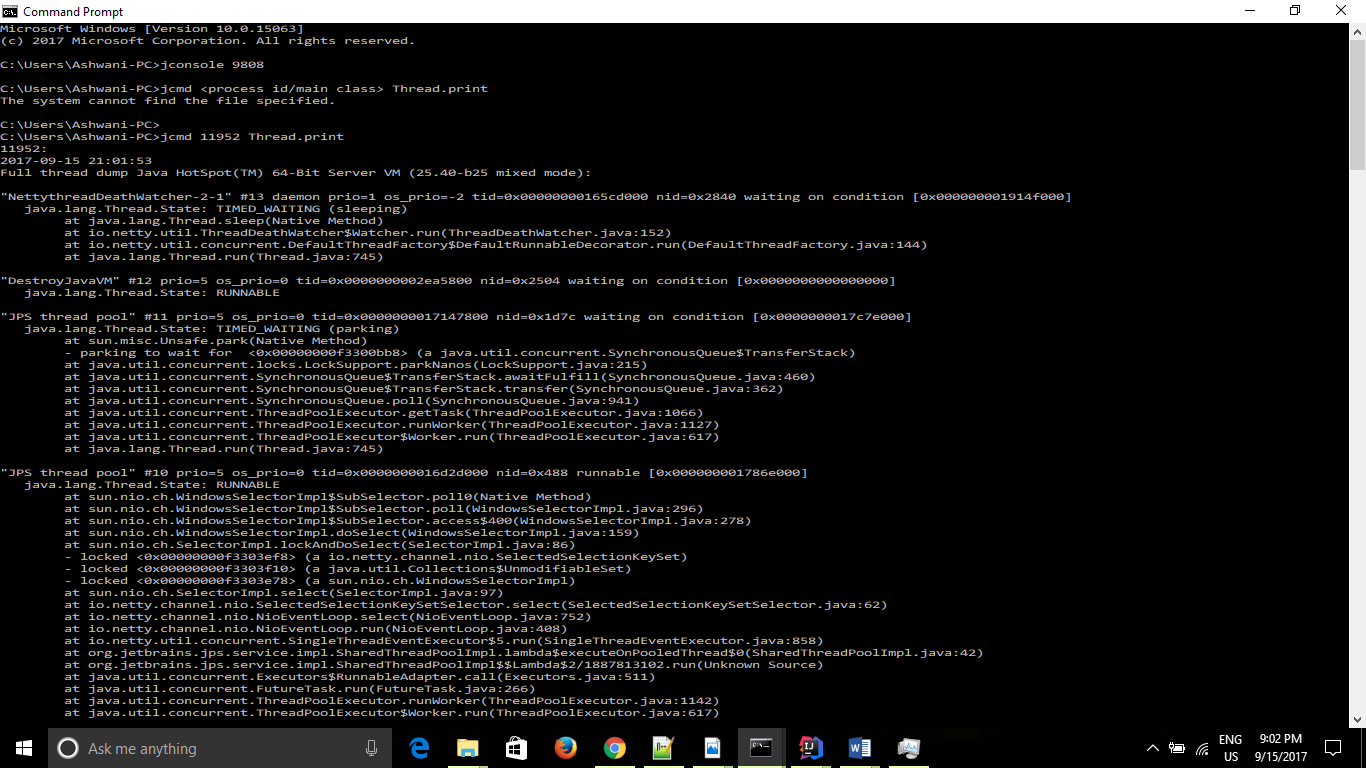 Command Prompt
Microsoft Windows [Version 10.0.15063]
(c) 2017 Microsoft Corporation. All rights reserved.
C:\Users\Ashwani-PC>jconsole 9808
C:\Users\Ashwani-PC>jcmd <process id/main class> Thread.print
The system cannot find the file specified.
C:\Users\Ashwani-PC>
C:\Users\Ashwani-PC>jcmd 11952 Thread.print
11952:
2017-09-15 21:01:53
Full thread dump Java HotSpot(TM) 64-Bit Server VM (25.40-b25 mixed mode):
"NettythreadDeathWatcher-2-1" #13 daemon prio=1 os_prio=-2 tid=0x00000000165cd000 nid=0x2840 waiting on condition [0x000000001914f000]
java.lang.Thread.State: TIMED_WAITING (sleeping)
at java.lang.Thread.sleep(Native Method)
at io.netty.util.ThreadDeathWatcher$Watcher.run(ThreadDeathWatcher.java:152)
at io.netty.util.concurrent.DefaultThreadFactory$DefaultRunnableDecorator.run(DefaultThreadFactory.java:144)
at java.lang.Thread.run(Thread.java:745)
"DestroyJavaVM" #12 prio=5 os_prio=0 tid=0x0000000002ea5800 nid=0x2504 waiting on condition [0x0000000000000000]
java.lang.Thread.State: RUNNABLE
"JPS thread pool" #11 prio=5 os_prio=0 tid=0x0000000017147800 nid=0x1d7c waiting on condition [0x0000000017c7e000]
java.lang.Thread.State: TIMED_WAITING (parking)
at sun.misc.Unsafe.park(Native Method)
- parking to wait for  <0x00000000f3300bb8> (a java.util.concurrent.SynchronousQueue$TransferStack)
at java.util.concurrent.locks.LockSupport.parkNanos(LockSupport.java:215)
at java.util.concurrent.SynchronousQueue$TransferStack.awaitFulfill(SynchronousQueue.java:460)
at java.util.concurrent.SynchronousQueue$TransferStack.transfer(SynchronousQueue.java:362)
at java.util.concurrent.SynchronousQueue.poll(SynchronousQueue.java:941)
at java.util.concurrent.ThreadPoolExecutor.getTask(ThreadPoolExecutor.java:1066)
at java.util.concurrent.ThreadPoolExecutor.runWorker(ThreadPoolExecutor.java:1127)
at java.util.concurrent.ThreadPoolExecutor$Worker.run(ThreadPoolExecutor.java:617)
at java.lang.Thread.run(Thread.java:745)
"JPS thread pool" #10 prio=5 os_prio=0 tid=0x0000000016d2d000 nid=0x488 runnable [0x000000001786e000]
java.lang.Thread.State: RUNNABLE
at sun.nio.ch.WindowsSelectorImpl$SubSelector.poll0(Native Method)
at sun.nio.ch.WindowsSelectorImpl$SubSelector.poll(WindowsSelectorImpl.java:296)
at sun.nio.ch.WindowsSelectorImpl$SubSelector.access$400(WindowsSelectorImpl.java:278)
at sun.nio.ch.WindowsSelectorImpl.doSelect(WindowsSelectorImpl.java:159)
at sun.nio.ch.SelectorImpl.lockAndDoSelect(SelectorImpl.java:86)
- locked <0x00000000f3303ef8> (a io.netty.channel.nio.SelectedSelectionKeySet)
- locked <0x00000000f3303f10> (a java.util.Collections$UnmodifiableSet)
- locked <0x00000000f3303e78> (a sun.nio.ch.WindowsSelectorImpl)
at sun.nio.ch.SelectorImpl.select(SelectorImpl.java:97)
at io.netty.channel.nio.SelectedSelectionKeySetSelector.select(SelectedSelectionKeySetSelector.java:62)
at io.netty.channel.nio.NioEventLoop.select(NioEventLoop.java:752)
at io.netty.channel.nio.NioEventLoop.run(NioEventLoop.java:408)
at io.netty.util.concurrent.SingleThreadEventExecutor$5.run(SingleThreadEventExecutor.java:858)
at org.jetbrains.jps.service.impl.SharedThreadPoolImpl.lambda$executeOnPooledThread$0(SharedThreadPoolImpl.java:42)
at org.jetbrains.jps.service.impl.SharedThreadPoolImpl$$Lambda$2/1887813102.run(Unknown Source)
at java.util.concurrent.Executors$RunnableAdapter.call(Executors.java:511)
at java.util.concurrent.FutureTask.run(FutureTask.java:266)
at java.util.concurrent.ThreadPoolExecutor.runWorker(ThreadPoolExecutor.java:1142)
at java.util.concurrent.ThreadPoolExecutor$Worker.run(ThreadPoolExecutor.java:617)
Ask me anything
ENG
US
9:02 PM
9/15/2017